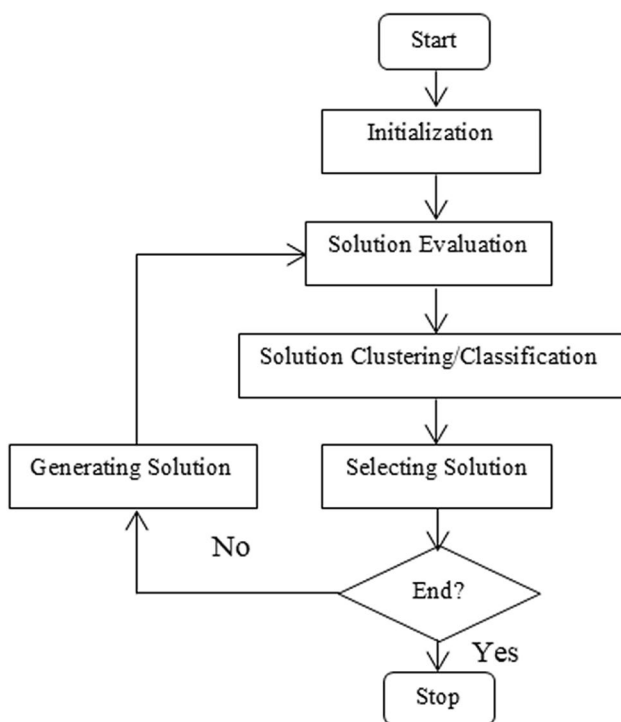 Start
Initialization
Solution Evaluation
Solution Clustering/Classification
Generating Solution
Selecting Solution
No
End?
Yes
Stop